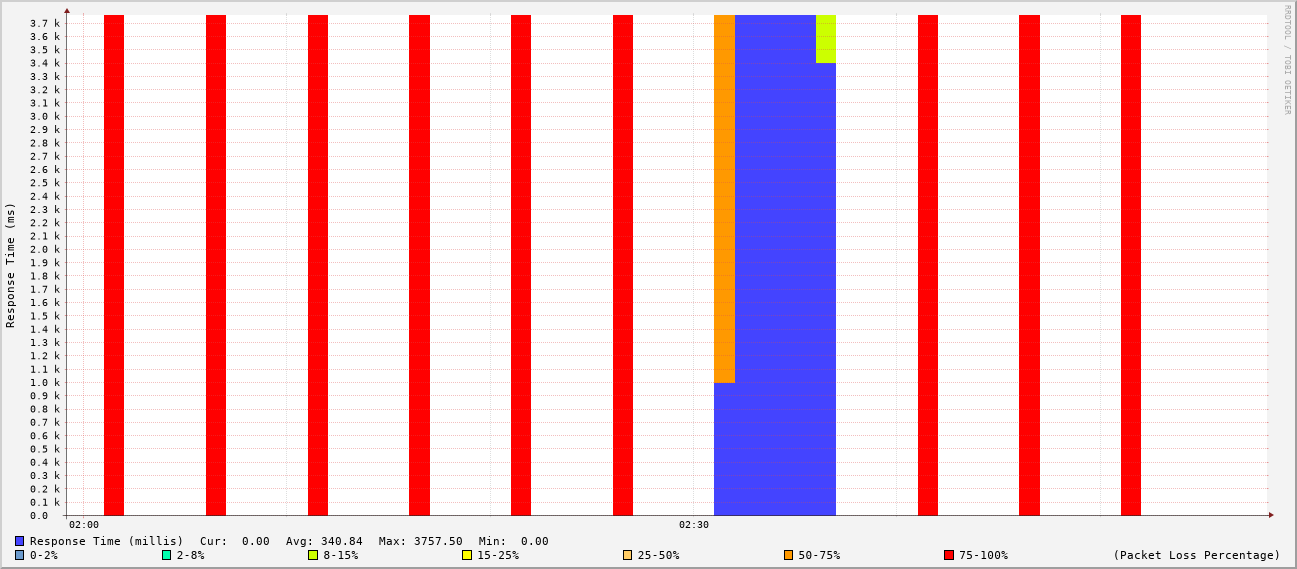 RRDTOOL / TOBI OETIKER
Response Time (ms)
3.7 k
3.6 k
3.5 k
3.4 k
3.3 k
3.2 k
3.1 k
3.0 k
2.9 k
2.8 k
2.7 k
2.6 k
2.5 k
2.4 k
2.3 k
2.2 k
2.1 k
2.0 k
1.9 k
1.8 k
1.7 k
1.6 k
1.5 k
1.4 k
1.3 k
1.2 k
1.1 k
1.0 k
0.9 k
0.8 k
0.7 k
0.6 k
0.5 k
0.4 k
0.3 k
0.2 k
0.1 k
0.0
02:00 02:30
Response Time (millis) Cur: 0.00 Avg: 340.84 Max: 3757.50 Min: 0.00
0-2% 2-8% 8-15% 15-25% 25-50% 50-75% 75-100% (Packet Loss Percentage)